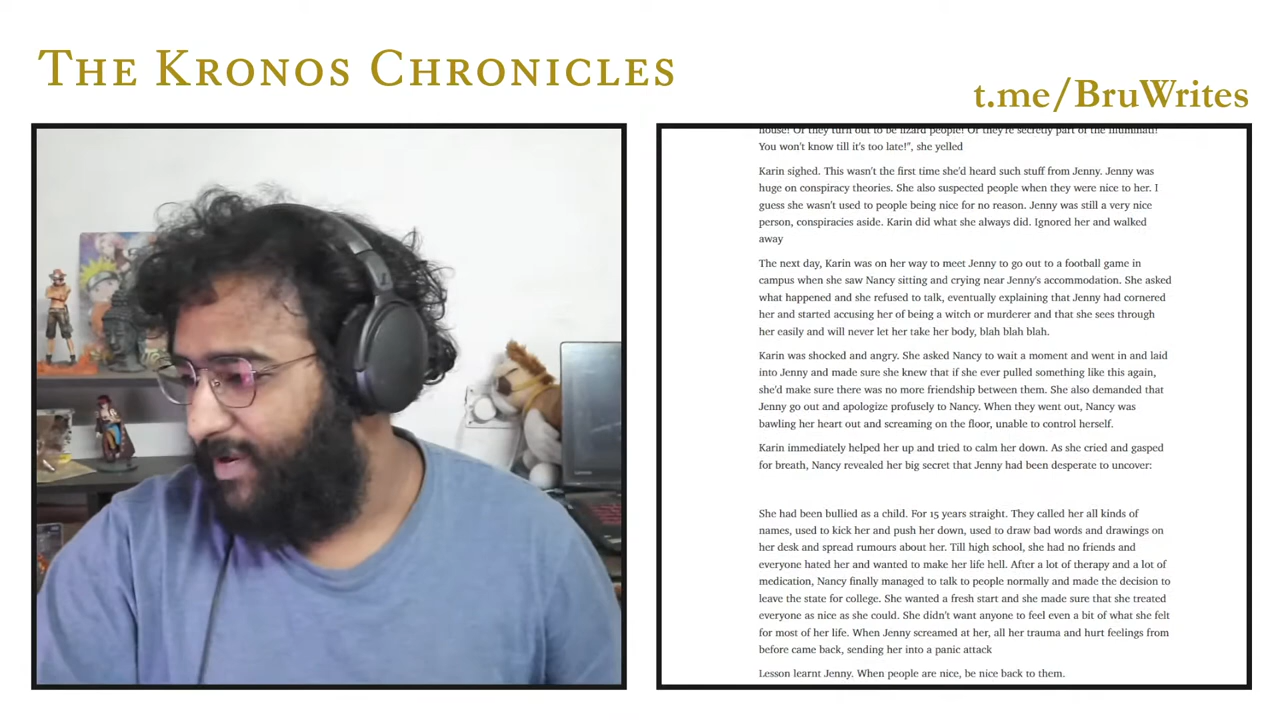 THE KRONOS CHRONICLES
t.me/BruWrites
house! Or they turn out to be lizard people! Or they're secretly part of the illuminati!
You won't know till it's too late!", she yelled
Karin sighed. This wasn't the first time she'd heard such stuff from Jenny. Jenny was
huge on conspiracy theories. She also suspected people when they were nice to her. I
guess she wasn't used to people being nice for no reason. Jenny was still a very nice
person, conspiracies aside. Karin did what she always did. Ignored her and walked
away
The next day, Karin was on her way to meet Jenny to go out to a football game in
campus when she saw Nancy sitting and crying near Jenny's accommodation. She asked
what happened and she refused to talk, eventually explaining that Jenny had cornered
her and started accusing her of being a witch or murderer and that she sees through
her easily and will never let her take her body, blah blah blah.
Karin was shocked and angry. She asked Nancy to wait a moment and went in and laid
into Jenny and made sure she knew that if she ever pulled something like this again,
she'd make sure there was no more friendship between them. She also demanded that
Jenny go out and apologize profusely to Nancy. When they went out, Nancy was
bawling her heart out and screaming on the floor, unable to control herself.
Karin immediately helped her up and tried to calm her down. As she cried and gasped
for breath, Nancy revealed her big secret that Jenny had been desperate to uncover:
She had been bullied as a child. For 15 years straight. They called her all kinds of
names, used to kick her and push her down, used to draw bad words and drawings on
her desk and spread rumours about her. Till high school, she had no friends and
everyone hated her and wanted to make her life hell. After a lot of therapy and a lot of
medication, Nancy finally managed to talk to people normally and made the decision to
leave the state for college. She wanted a fresh start and she made sure that she treated
everyone as nice as she could. She didn't want anyone to feel even a bit of what she felt
for most of her life. When Jenny screamed at her, all her trauma and hurt feelings from
before came back, sending her into a panic attack
Lesson learnt Jenny. When people are nice, be nice back to them.